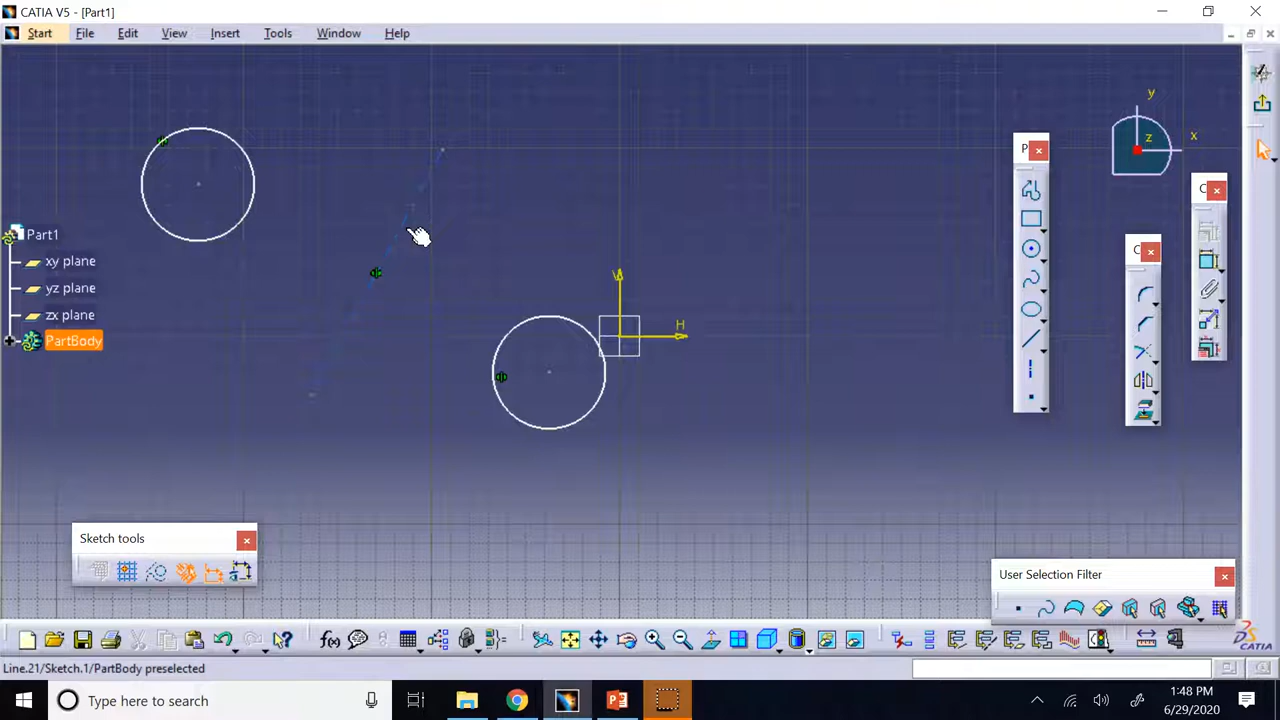 CATIA V5 - [Part1]
Start File Edit View Insert Tools Window Help
y
x
z
P
C
C
Part1
xy plane
yz plane
zx plane
PartBody
V
H
Sketch tools
User Selection Filter
f(x)
CATIA
Line.21/Sketch.1/PartBody preselected
Type here to search
1:48 PM
6/29/2020